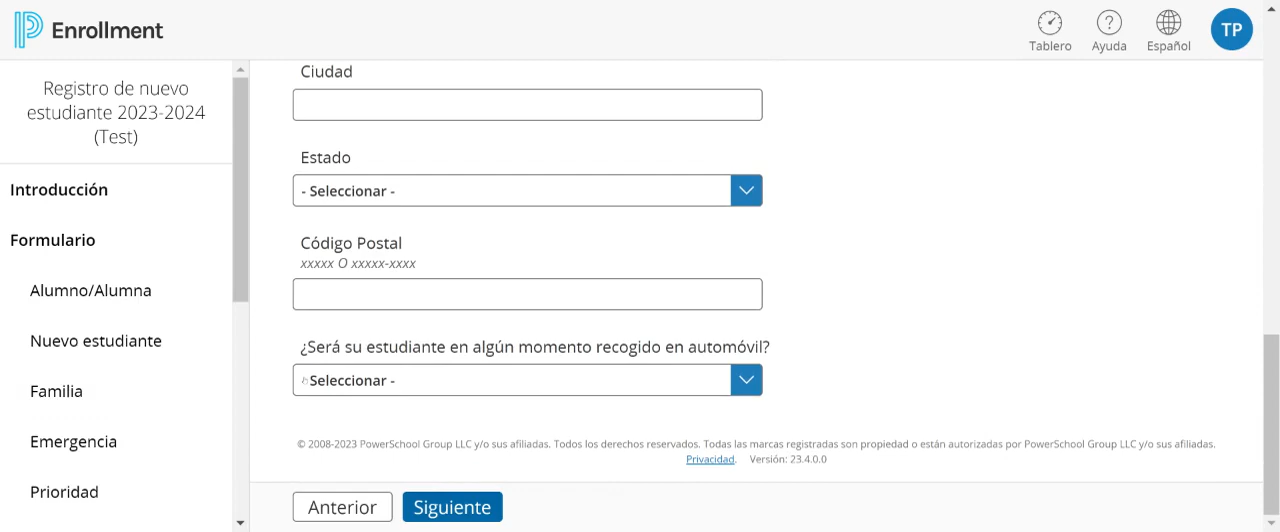 Enrollment
Tablero
Ayuda
Español
TP
Registro de nuevo
estudiante 2023-2024
(Test)
Introducción
Formulario
Alumno/Alumna
Nuevo estudiante
Familia
Emergencia
Prioridad
Ciudad
Estado
- Seleccionar -
Código Postal
xxxxx O xxxxx-xxxx
¿Será su estudiante en algún momento recogido en automóvil?
Seleccionar -
© 2008-2023 PowerSchool Group LLC y/o sus afiliadas. Todos los derechos reservados. Todas las marcas registradas son propiedad o están autorizadas por PowerSchool Group LLC y/o sus afiliadas.
Privacidad. Versión: 23.4.0.0
Anterior
Siguiente